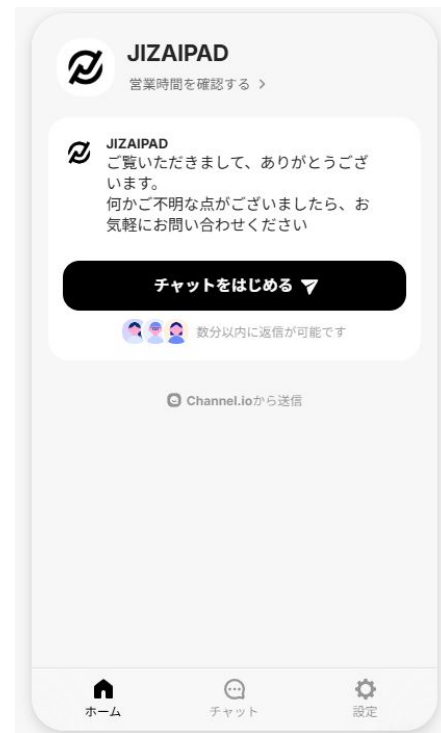 JIZAIPAD
営業時間を確認する
JIZAIPAD
ご覧いただきまして、ありがとうござ
います。
何かご不明な点がございましたら、お
気軽にお問い合わせください
チャットをはじめる
数分以内に返信が可能です
Channel.ioから送信
ホーム
チャット
設定